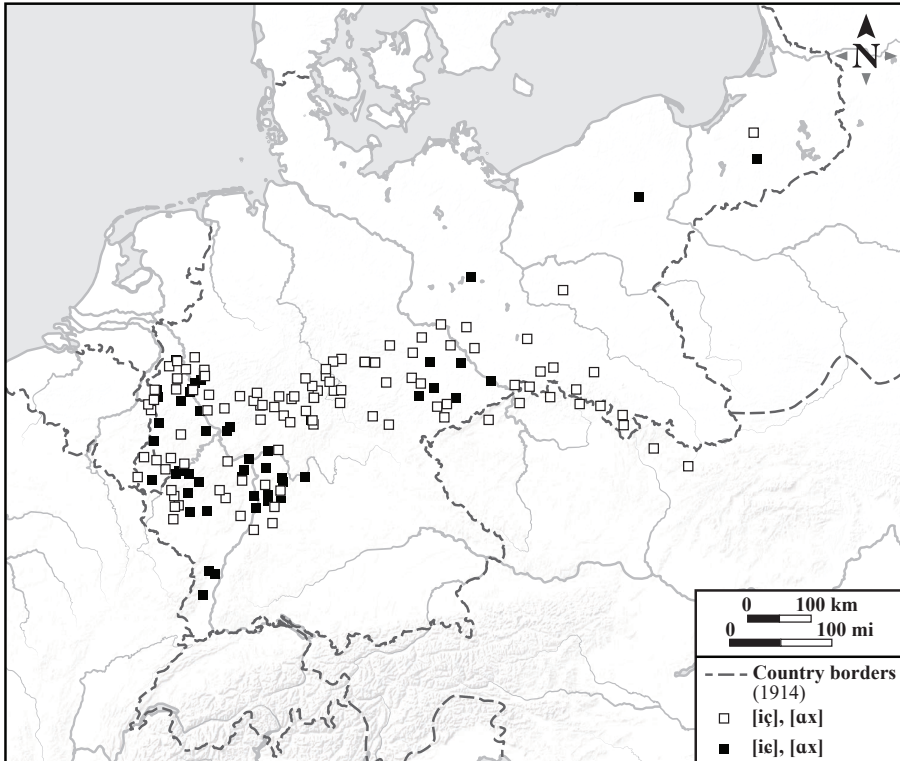 N
0 100 km
0 100 mi
Country borders
(1914)
[iç], [ɑx]
[iɕ], [ɑx]